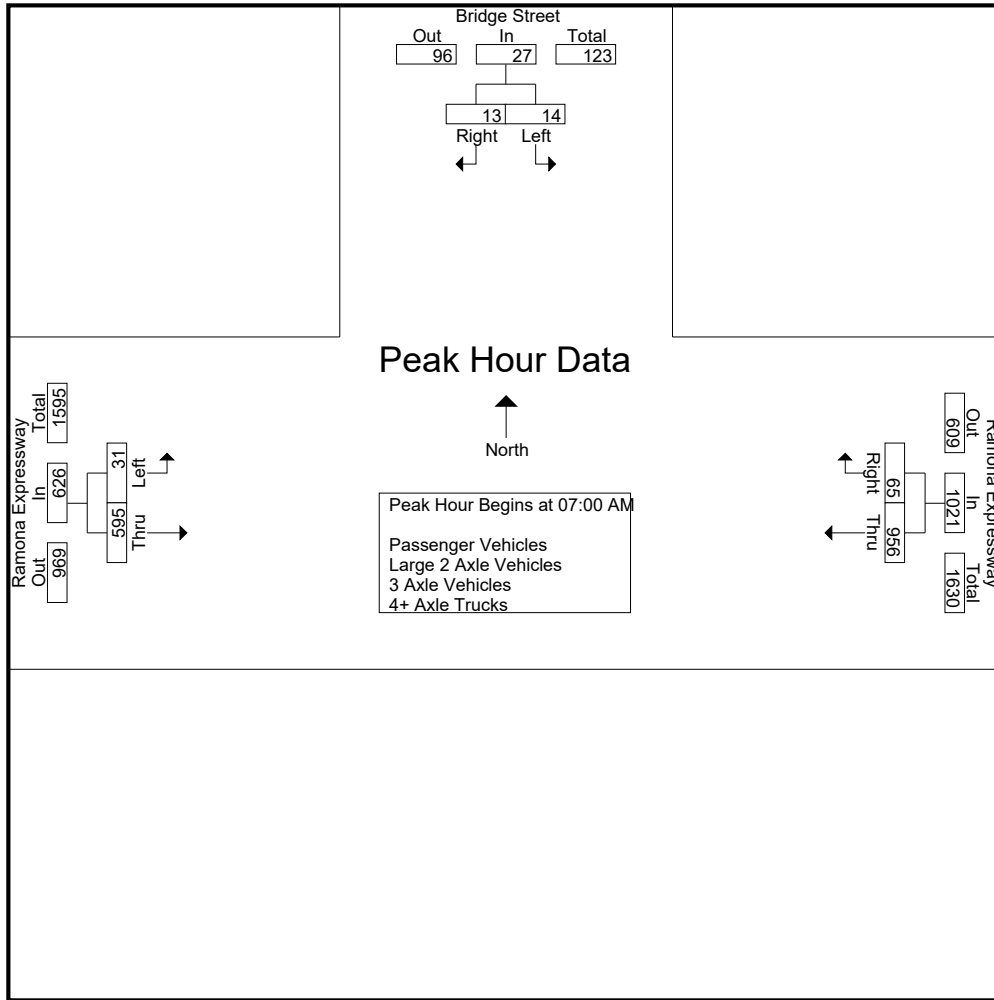 Bridge Street
Out In Total
96 27 123
13 14
Right Left
Peak Hour Data
North
Peak Hour Begins at 07:00 AM
Passenger Vehicles
Large 2 Axle Vehicles
3 Axle Vehicles
4+ Axle Trucks
Ramona Expressway
Out In Total
969 626 1595
595 31
Thru Left
Ramona Expressway
Out In Total
609 1021 1630
65 956
Right Thru